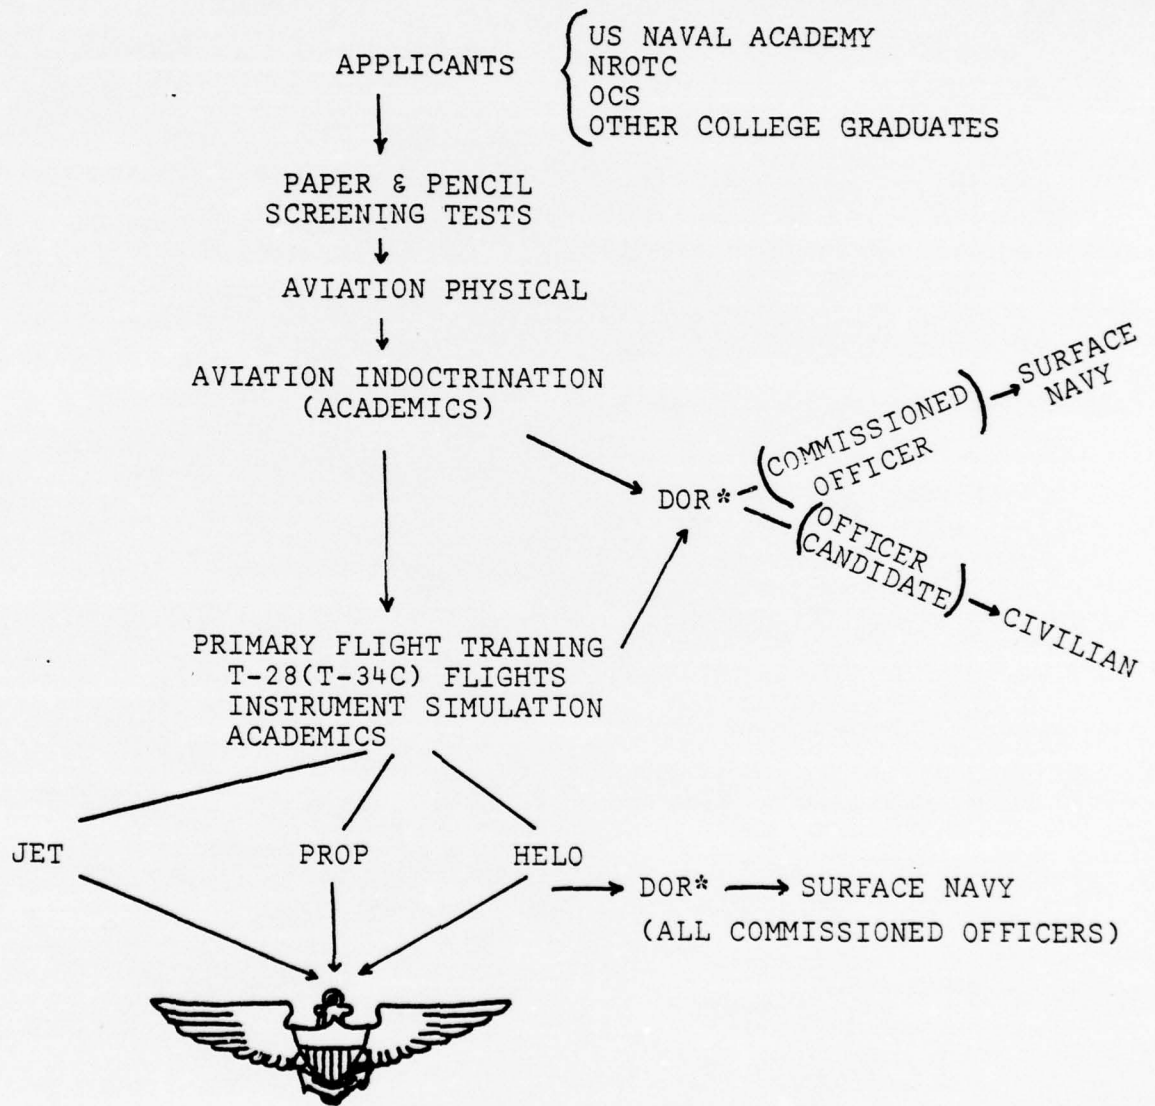 APPLICANTS
US NAVAL ACADEMY
NROTC
OCS
OTHER COLLEGE GRADUATES
PAPER & PENCIL
SCREENING TESTS
AVIATION PHYSICAL
AVIATION INDOCTRINATION
(ACADEMICS)
DOR*
(COMMISSIONED
OFFICER)
SURFACE
NAVY
(OFFICER
CANDIDATE)
CIVILIAN
PRIMARY FLIGHT TRAINING
T-28(T-34C) FLIGHTS
INSTRUMENT SIMULATION
ACADEMICS
JET
PROP
HELO
DOR*
SURFACE NAVY
(ALL COMMISSIONED OFFICERS)